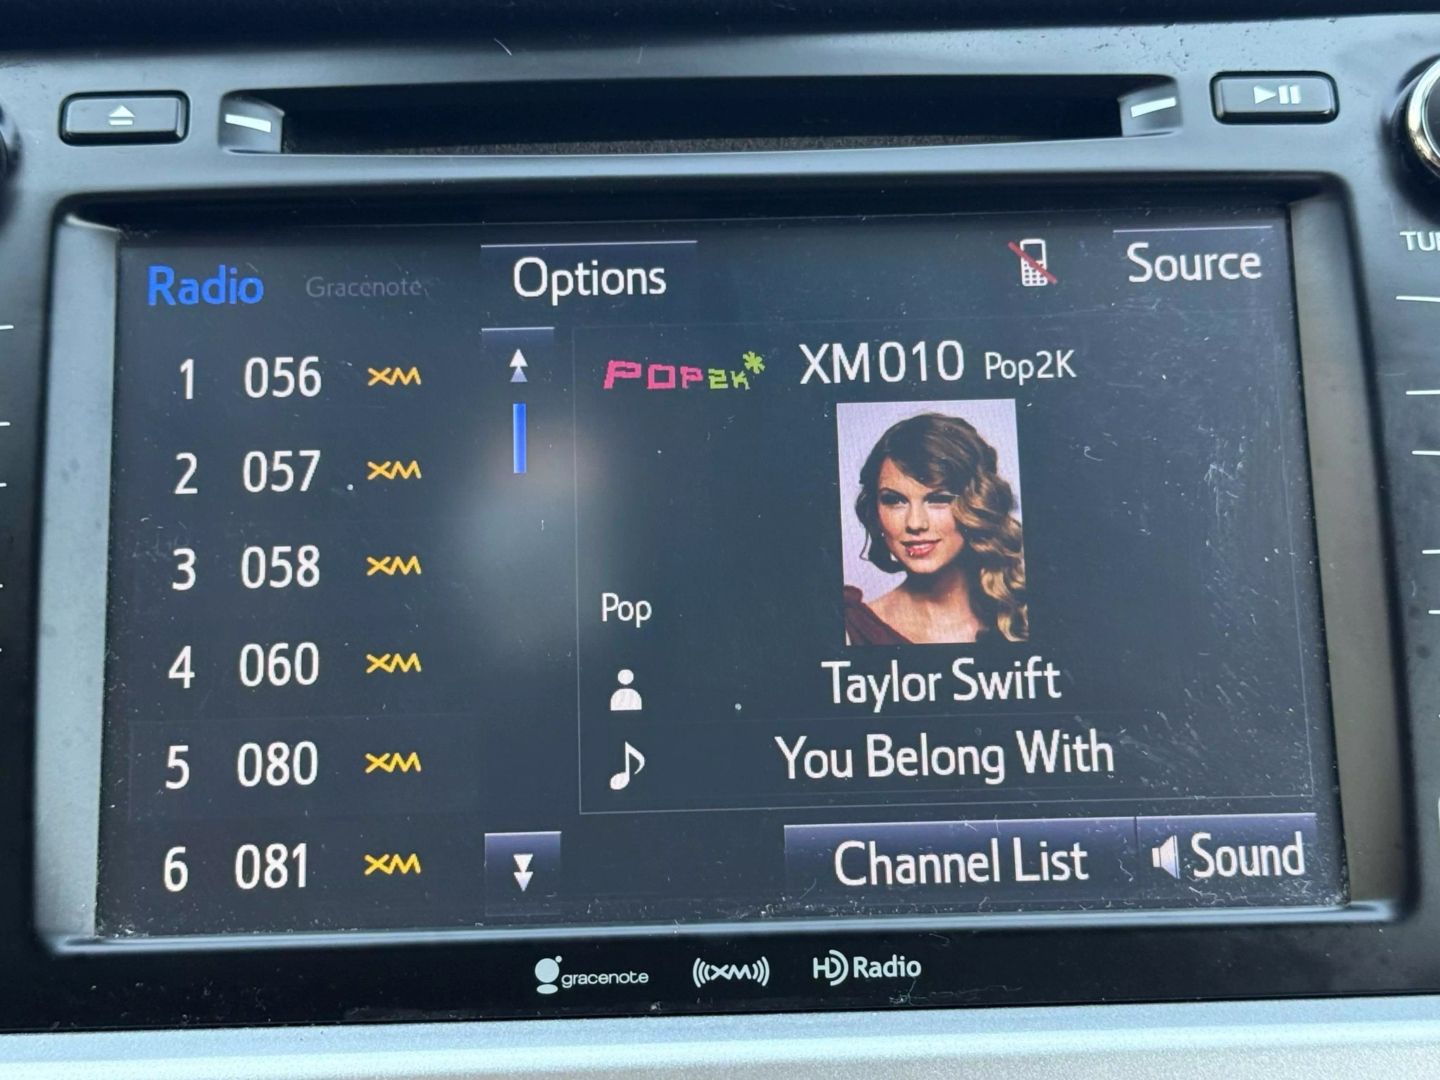 Radio
Gracenote
Options
Source
1 056 XM
2 057 XM
3 058 XM
4 060 XM
5 080 XM
6 081 XM
POP2K* XM010 Pop2K
Pop
Taylor Swift
You Belong With
Channel List
Sound
gracenote
((XM))
HD Radio